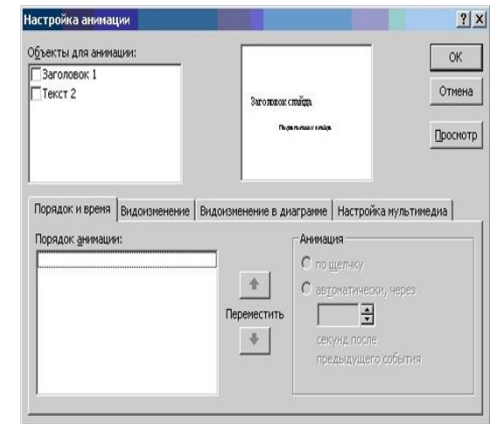 Настройка анимации
Объекты для анимации:
Заголовок 1
Текст 2
Заголовок слайда
OK
Отмена
Просмотр
Порядок и время
Видоизменение
Видоизменение в диаграмме
Настройка мультимедиа
Порядок анимации:
Переместить
Анимация
по щелчку
автоматически, через
секунд после
предыдущего события